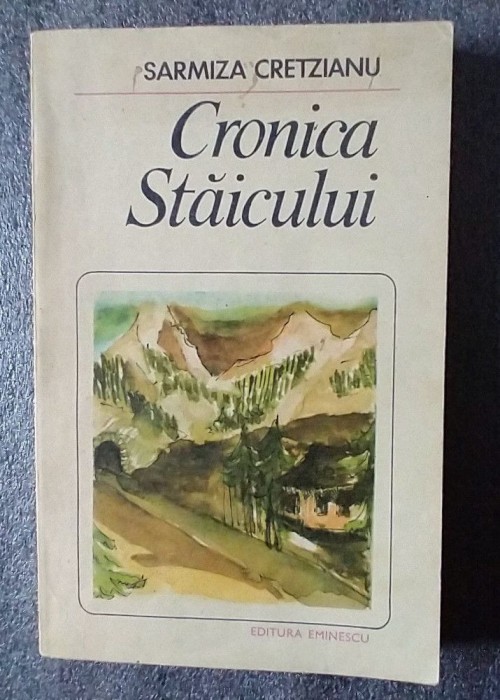 SARMIZA CRETZIANU
Cronica
Stăicului
EDITURA EMINESCU